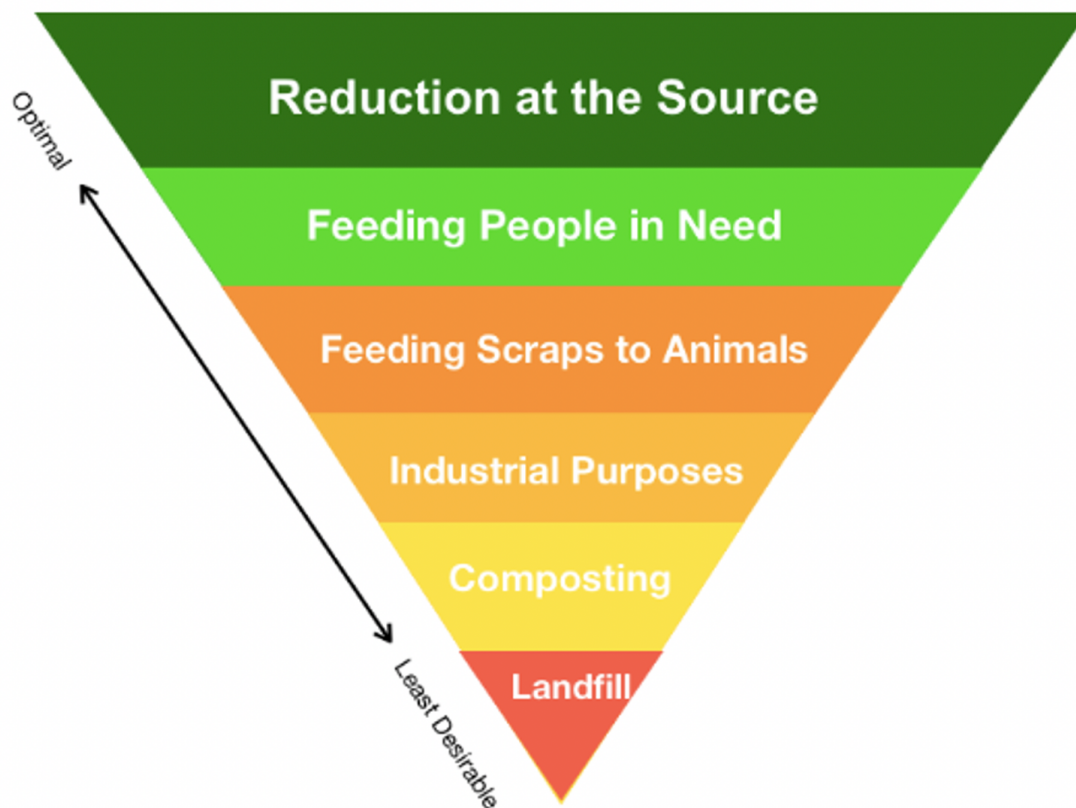 Reduction at the Source
Optimal
Feeding People in Need
Feeding Scraps to Animals
Industrial Purposes
Composting
Landfill
Least Desirable